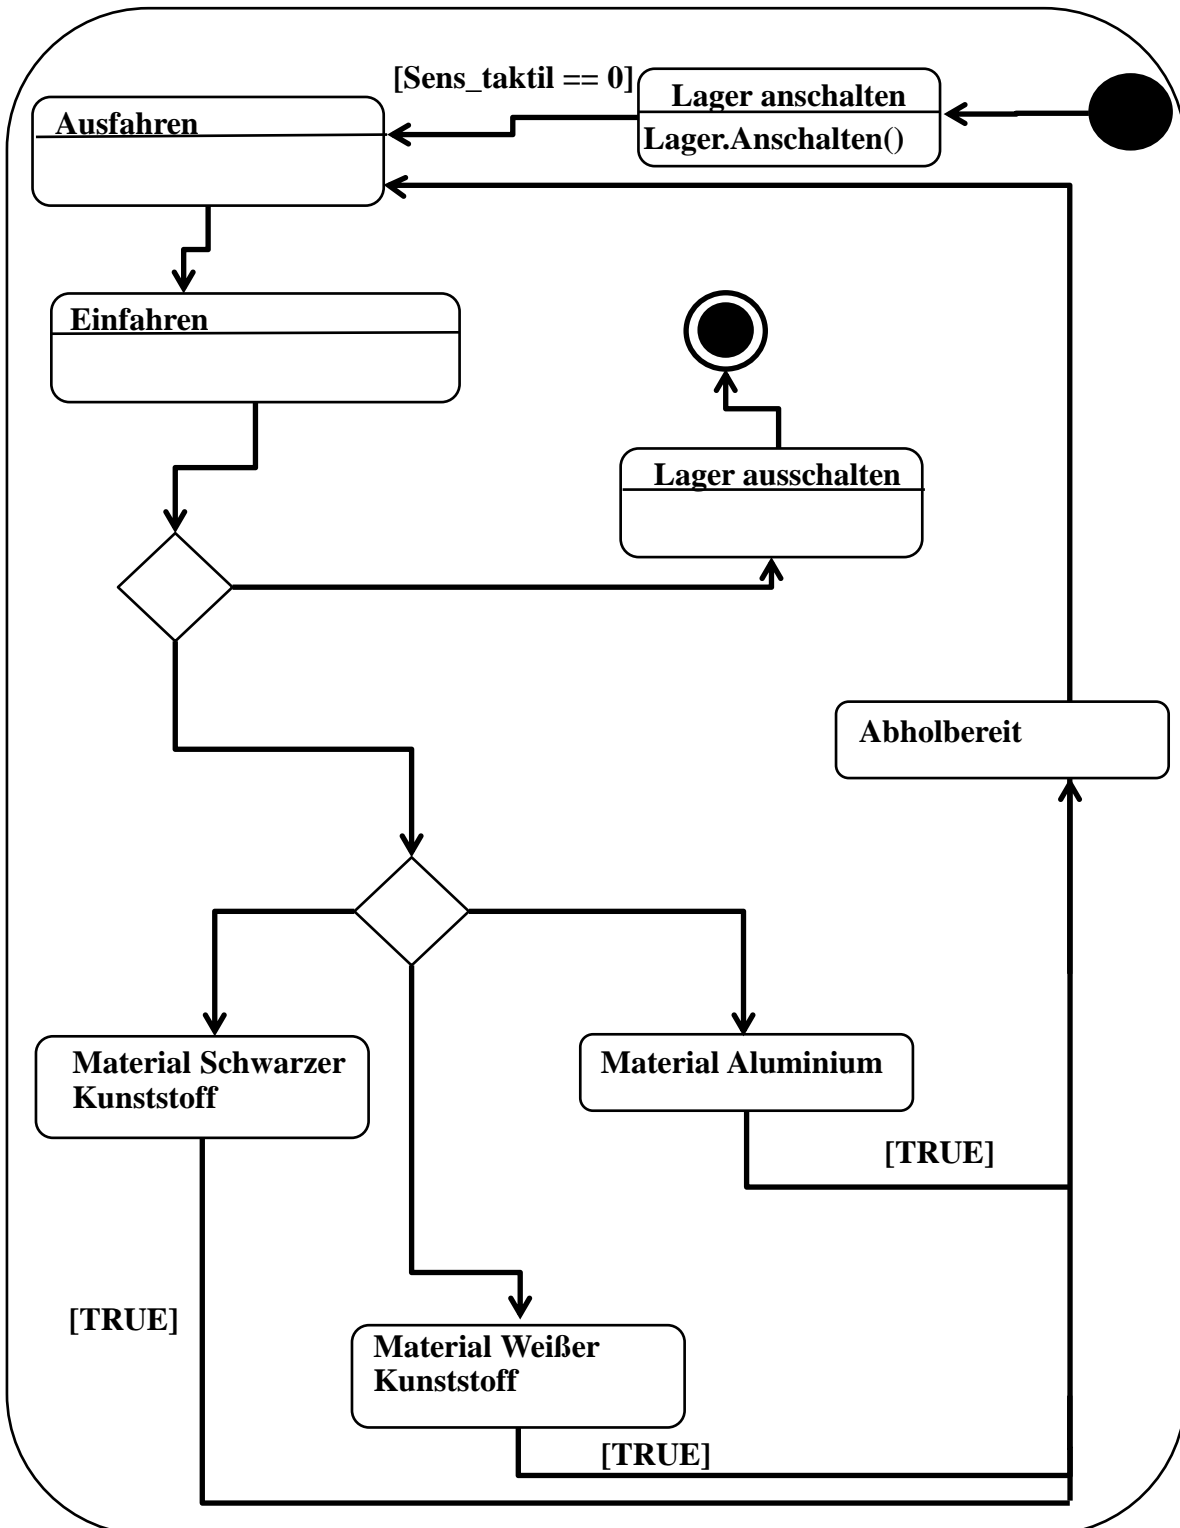 [Sens_taktil == 0]
Lager anschalten
Lager.Anschalten()
Ausfahren
Einfahren
Lager ausschalten
Abholbereit
Material Schwarzer
Kunststoff
Material Aluminium
[TRUE]
[TRUE]
Material Weißer
Kunststoff
[TRUE]